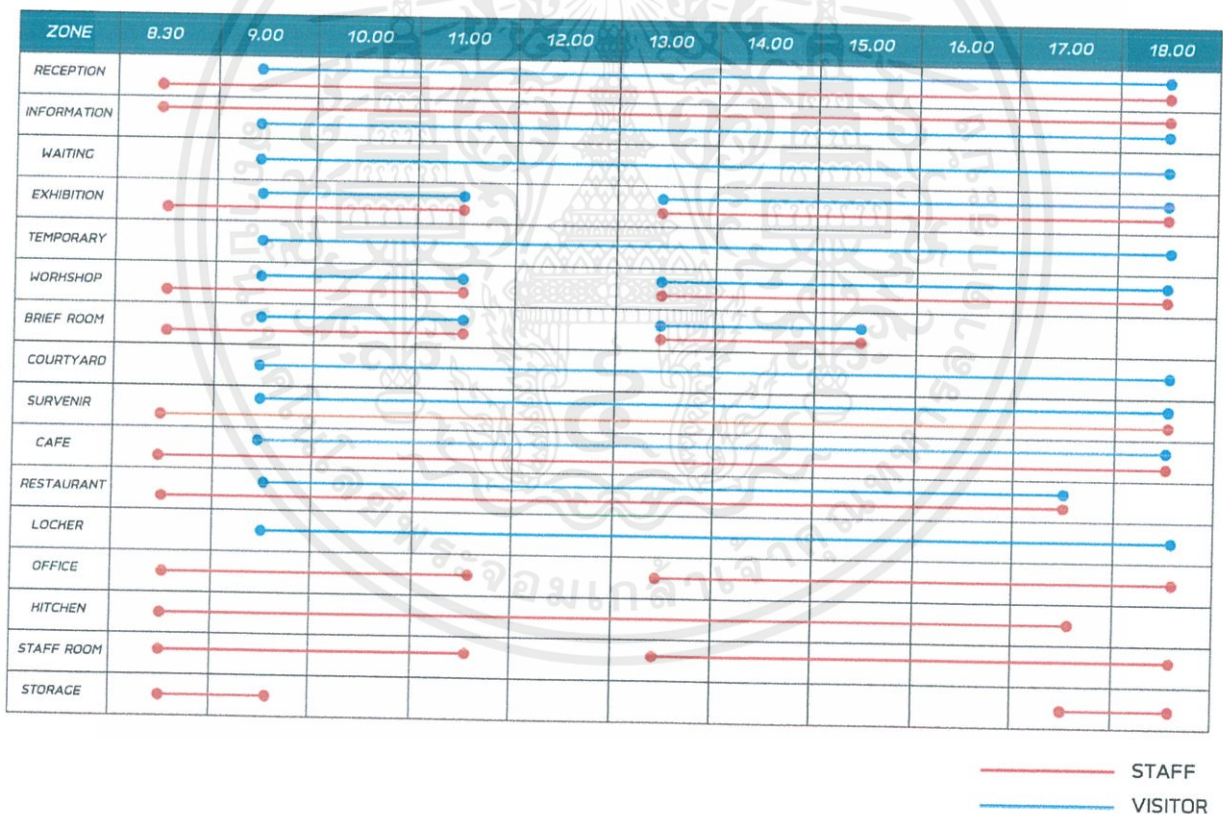 ZONE 8.30 9.00 10.00 11.00 12.00 13.00 14.00 15.00 16.00 17.00 18.00
RECEPTION
INFORMATION
WAITING
EXHIBITION
TEMPORARY
WORKSHOP
BRIEF ROOM
COURTYARD
SURVENIR
CAFE
RESTAURANT
LOCKER
OFFICE
HITCHEN
STAFF ROOM
STORAGE
STAFF
VISITOR